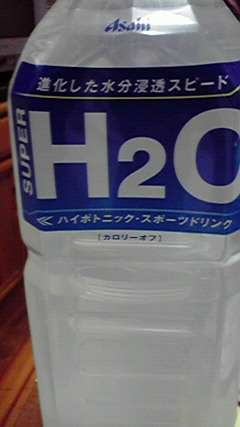 Asahi
進化した水分浸透スピード
SUPER
H2O
≪ ハイポトニック・スポーツドリンク
[カロリーオフ]